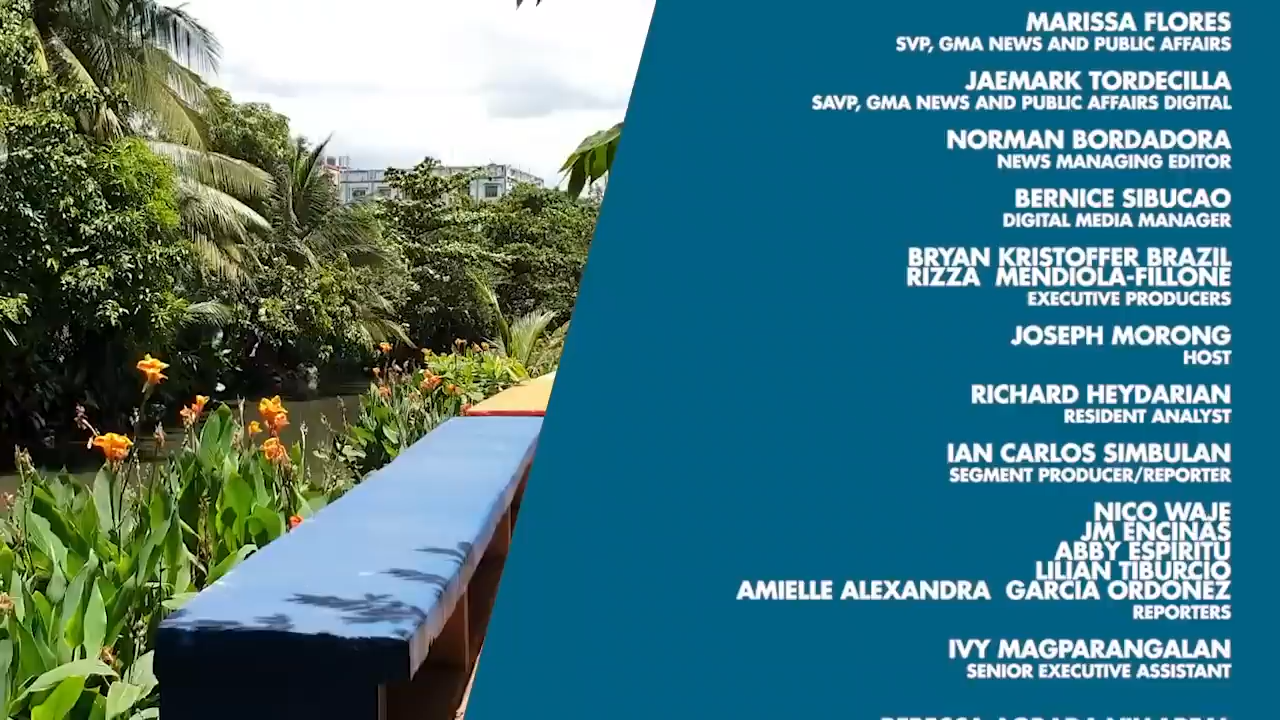 MARISSA FLORES
SVP, GMA NEWS AND PUBLIC AFFAIRS
JAEMARK TORDECILLA
SAVP, GMA NEWS AND PUBLIC AFFAIRS DIGITAL
NORMAN BORDADORA
NEWS MANAGING EDITOR
BERNICE SIBUCAO
DIGITAL MEDIA MANAGER
BRYAN KRISTOFFER BRAZIL
RIZZA MENDIOLA-FILLONE
EXECUTIVE PRODUCERS
JOSEPH MORONG
HOST
RICHARD HEYDARIAN
RESIDENT ANALYST
IAN CARLOS SIMBULAN
SEGMENT PRODUCER/REPORTER
NICO WAJE
JM ENCINAS
ABBY ESPIRITU
LILIAN TIBURCIO
AMIELLE ALEXANDRA GARCIA ORDONEZ
REPORTERS
IVY MAGPARANGALAN
SENIOR EXECUTIVE ASSISTANT